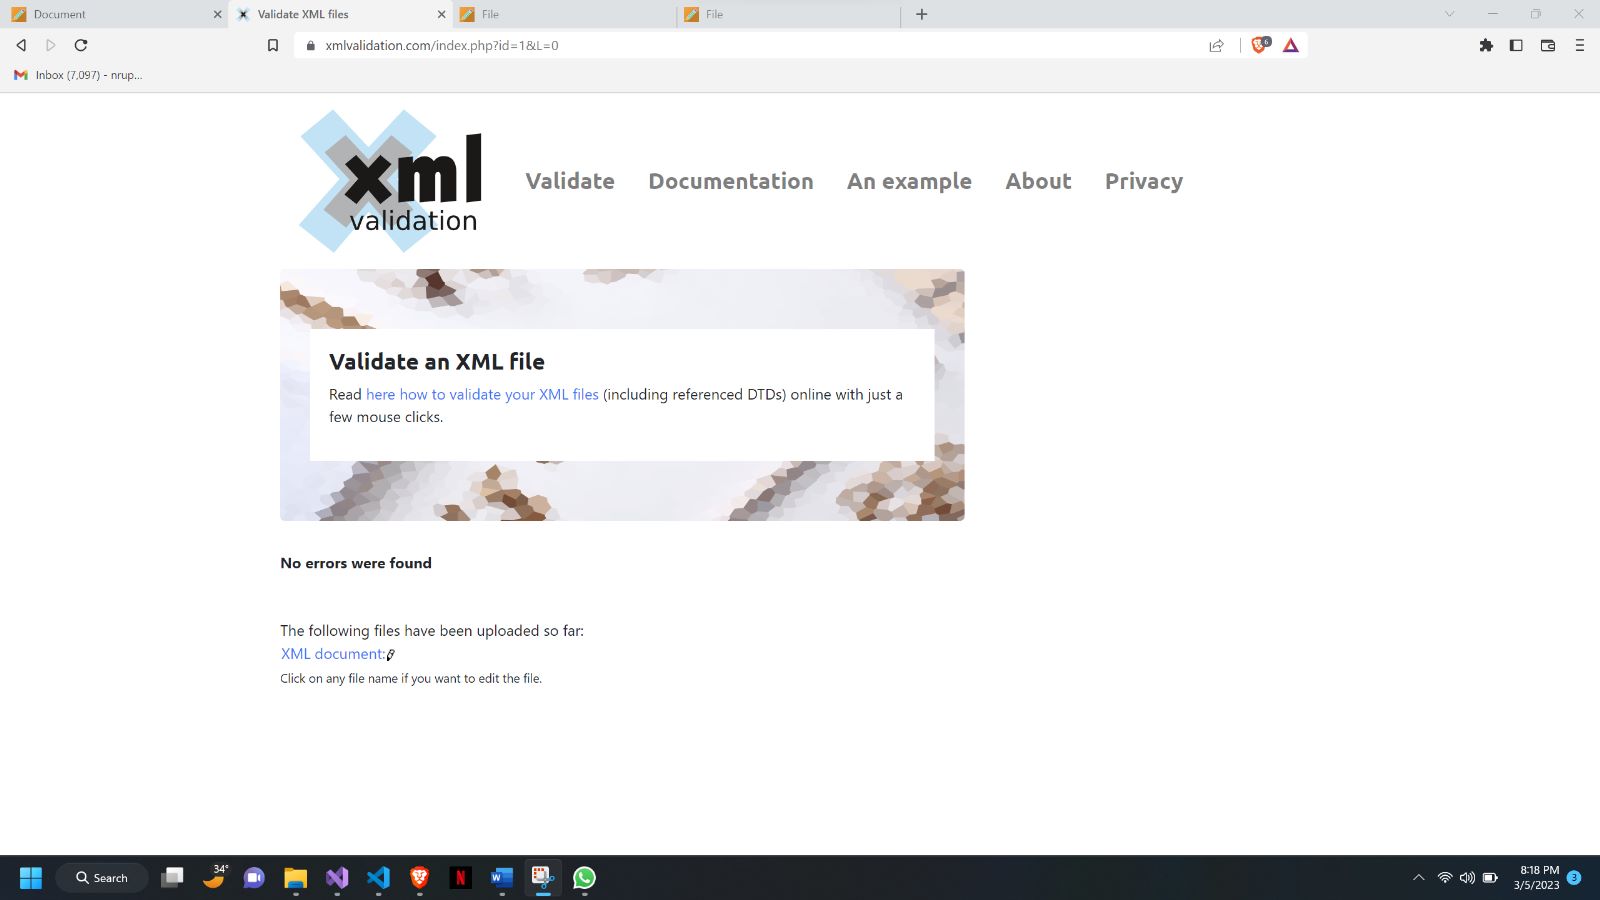 Document
Validate XML files
File
File
xmlvalidation.com/index.php?id=1&L=0
6
Inbox (7,097) - nrup...
xml
validation
Validate
Documentation
An example
About
Privacy
Validate an XML file
Read here how to validate your XML files (including referenced DTDs) online with just a
few mouse clicks.
No errors were found
The following files have been uploaded so far:
XML document:
Click on any file name if you want to edit the file.
Search
34°
N
W
8:18 PM
3/5/2023
3